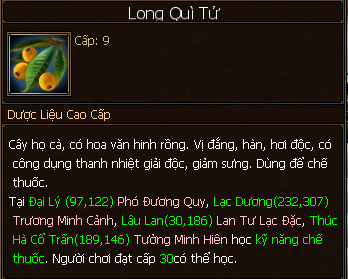 Long Quì Tử
Cấp: 9
Dược Liệu Cao Cấp
Cây họ cà, có hoa văn hình rồng. Vị đắng, hàn, hơi độc, có
công dụng thanh nhiệt giải độc, giảm sưng. Dùng để chế
thuốc.
Tại Đại Lý (97,122) Phó Đương Quy, Lạc Dương(232,307)
Trương Minh Cảnh, Lâu Lan(30,186) Lan Tư Lạc Đặc, Thúc
Hà Cổ Trấn(189,146) Tưởng Minh Hiên học kỹ năng chế
thuốc. Người chơi đạt cấp 30có thể học.